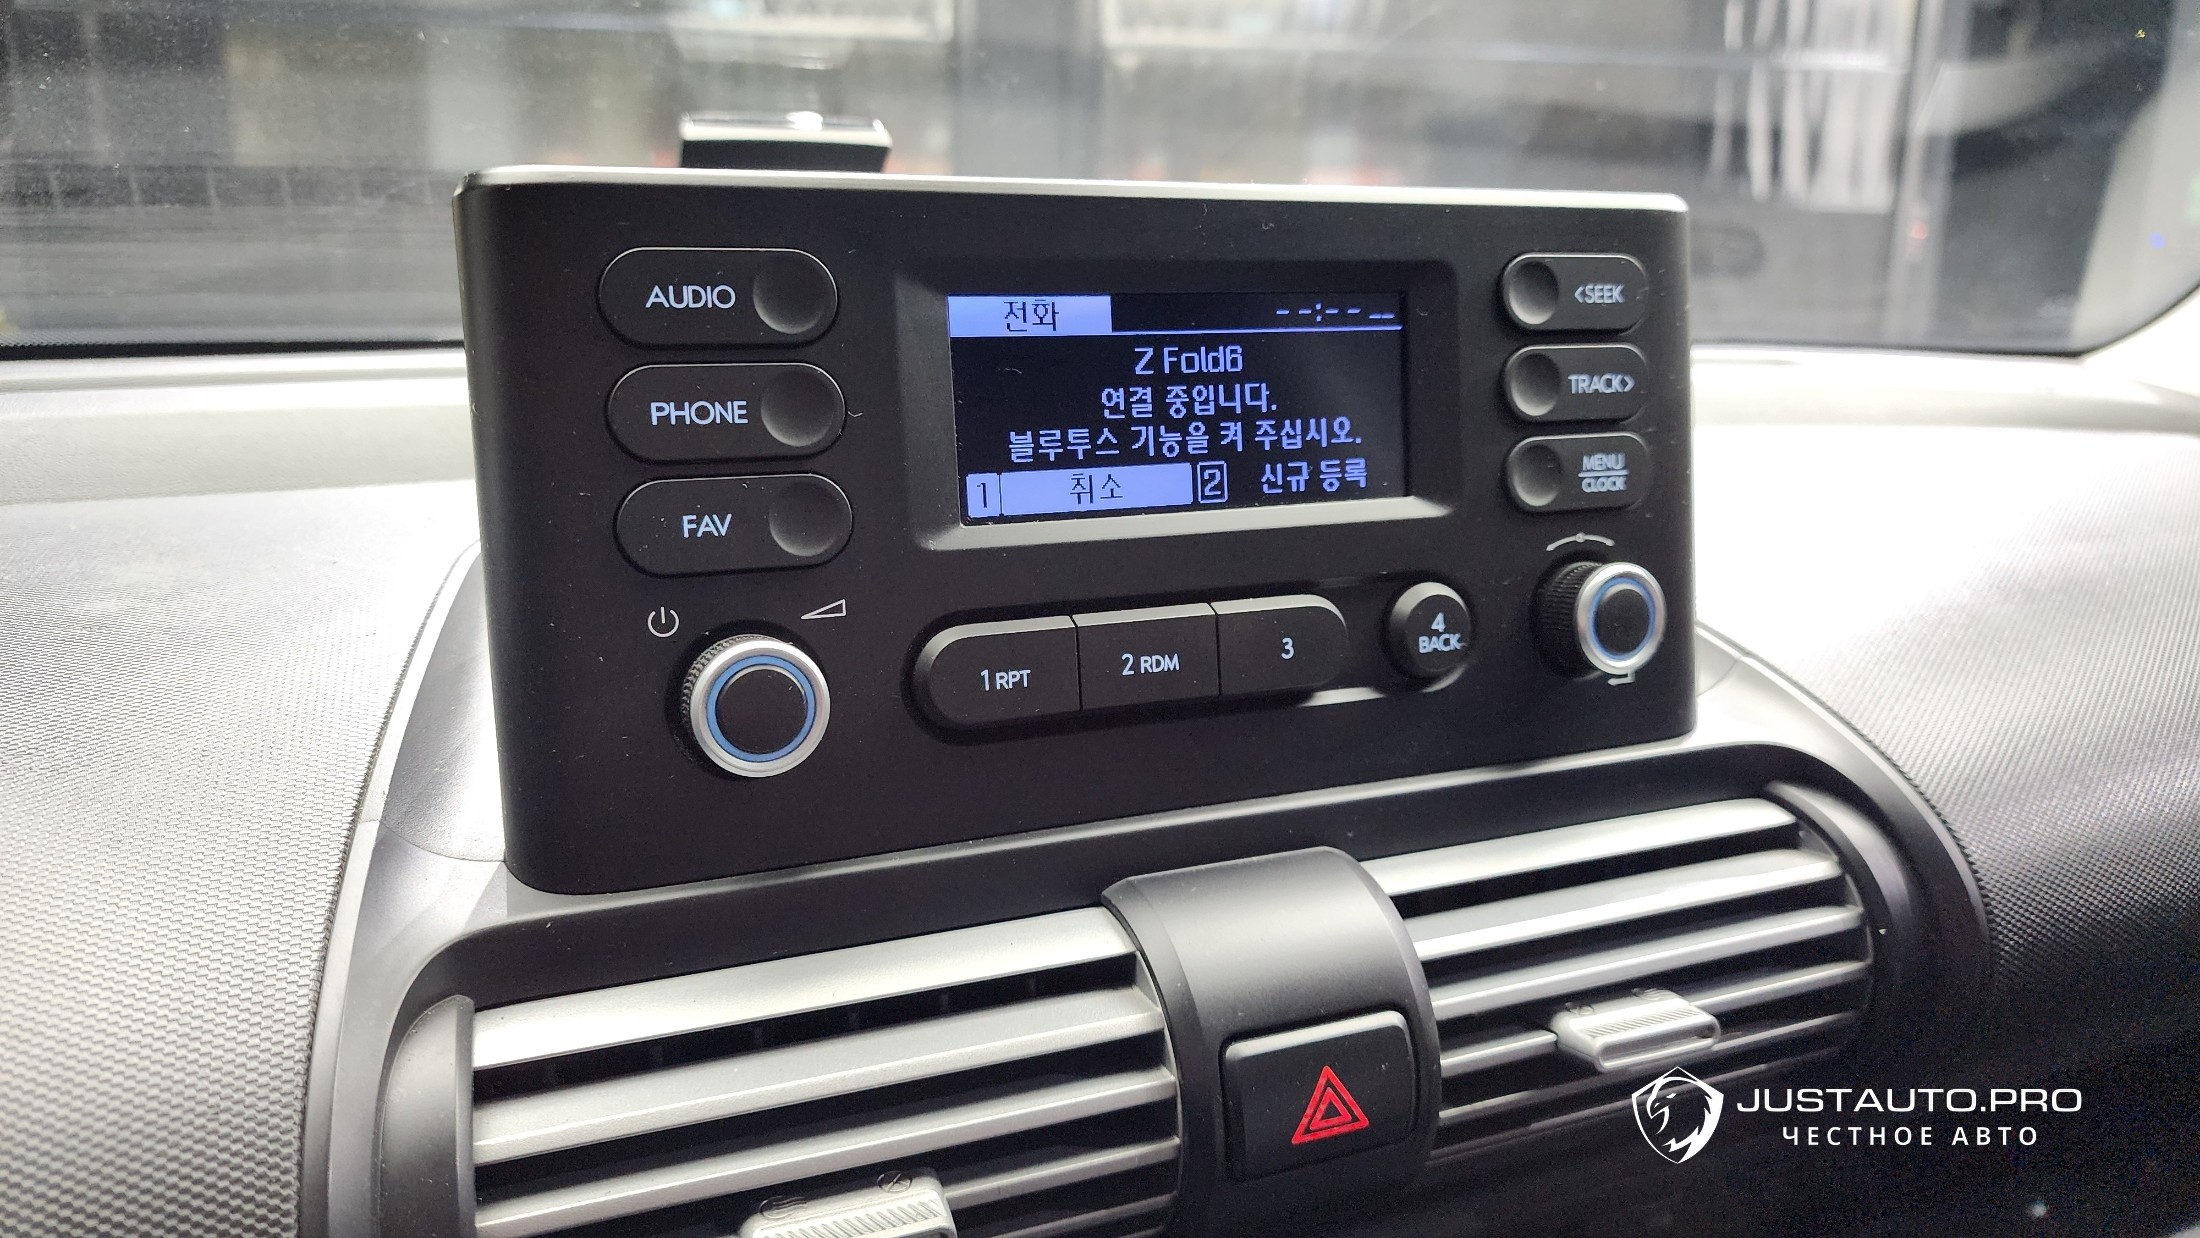 AUDIO
PHONE
FAV
전화 --:-- --
Z Fold6
연결 중입니다.
블루투스 기능을 켜 주십시오.
1 취소 2 신규 등록
<SEEK
TRACK>
MENU
CLOCK
1 RPT
2 RDM
3
4
BACK
JUSTAUTO.PRO
ЧЕСТНОЕ АВТО